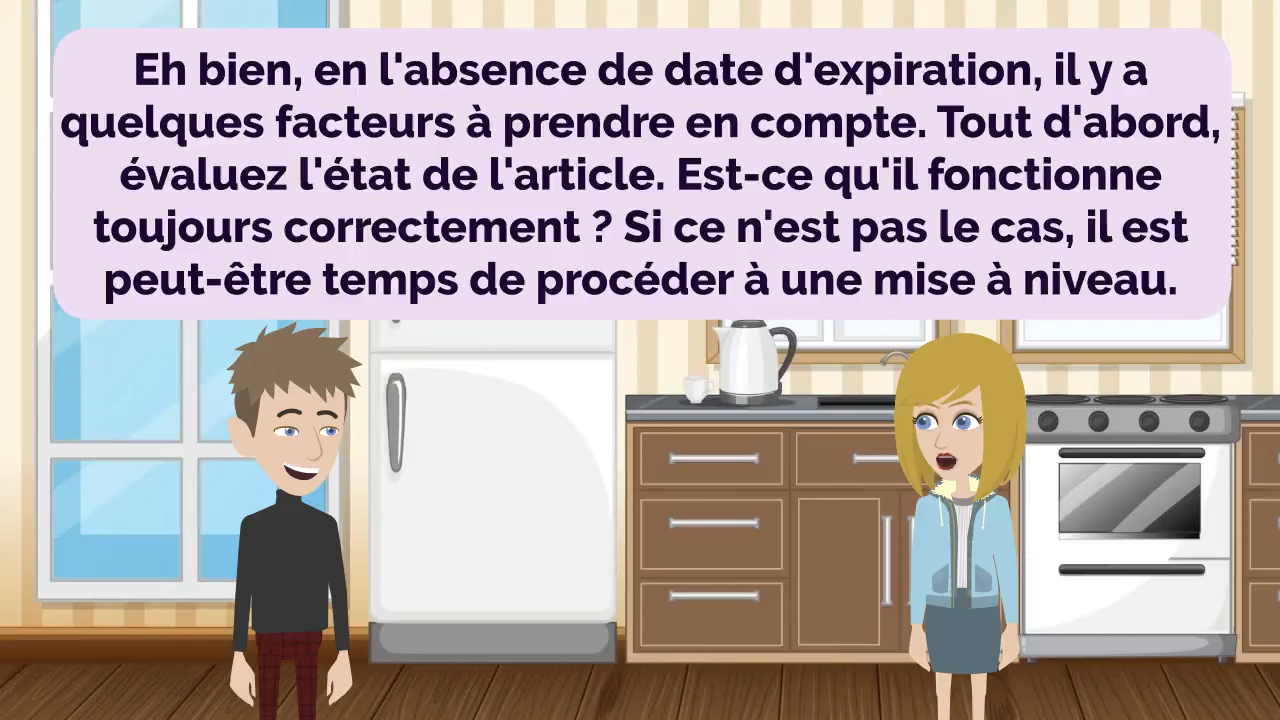 Eh bien, en l'absence de date d'expiration, il y a
quelques facteurs à prendre en compte. Tout d'abord,
évaluez l'état de l'article. Est-ce qu'il fonctionne
toujours correctement ? Si ce n'est pas le cas, il est
peut-être temps de procéder à une mise à niveau.